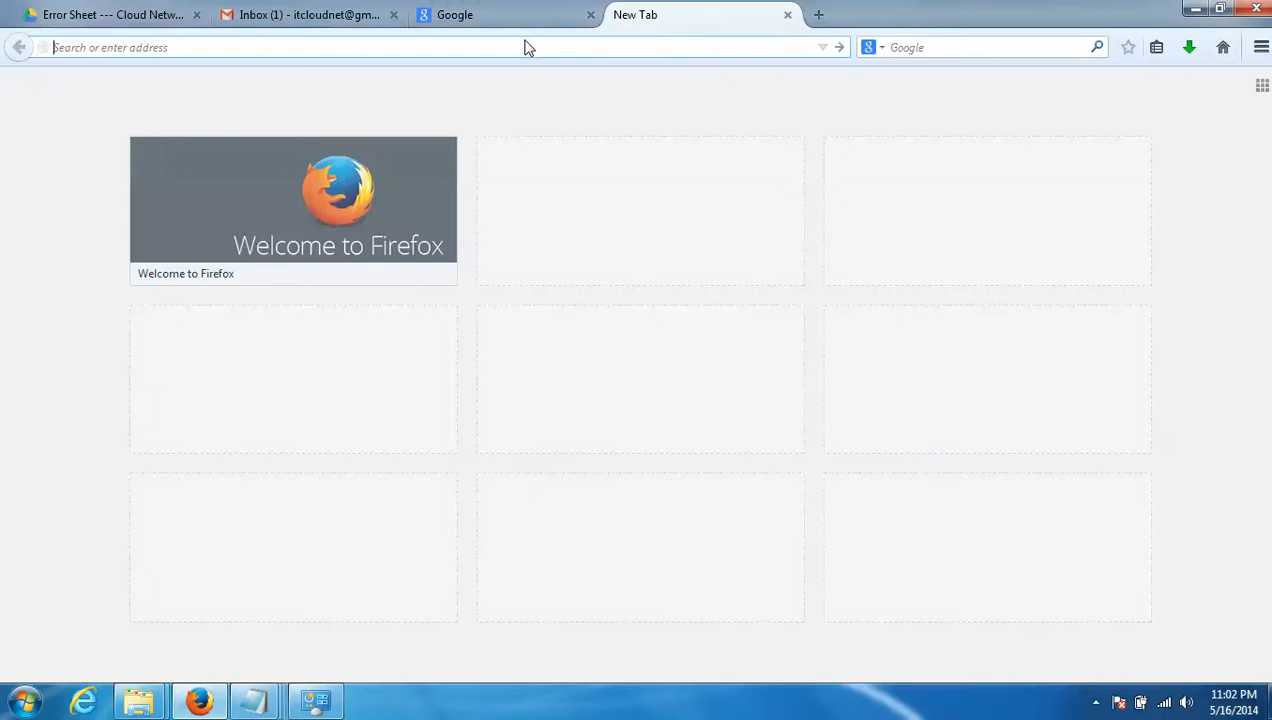 Error Sheet --- Cloud Netw...
Inbox (1) - itcloudnet@gm...
Google
New Tab
Search or enter address
Google
Welcome to Firefox
Welcome to Firefox
11:02 PM
5/16/2014